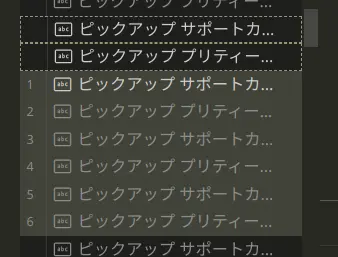 abc ピックアップ プリティー...
abc ピックアップ サポートカ...
abc ピックアップ プリティー...
1 abc ピックアップ サポートカ...
2 abc ピックアップ プリティー...
3 abc ピックアップ サポートカ...
4 abc ピックアップ プリティー...
5 abc ピックアップ サポートカ...
6 abc ピックアップ プリティー...
abc ピックアップ サポートカ...